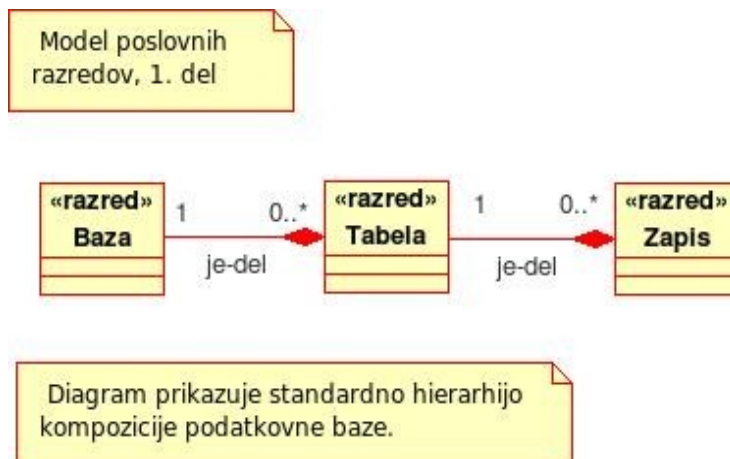 Model poslovnih
razredov, 1. del
«razred»
Baza
1
0..*
je-del
«razred»
Tabela
1
0..*
je-del
«razred»
Zapis
Diagram prikazuje standardno hierarhijo
kompozicije podatkovne baze.